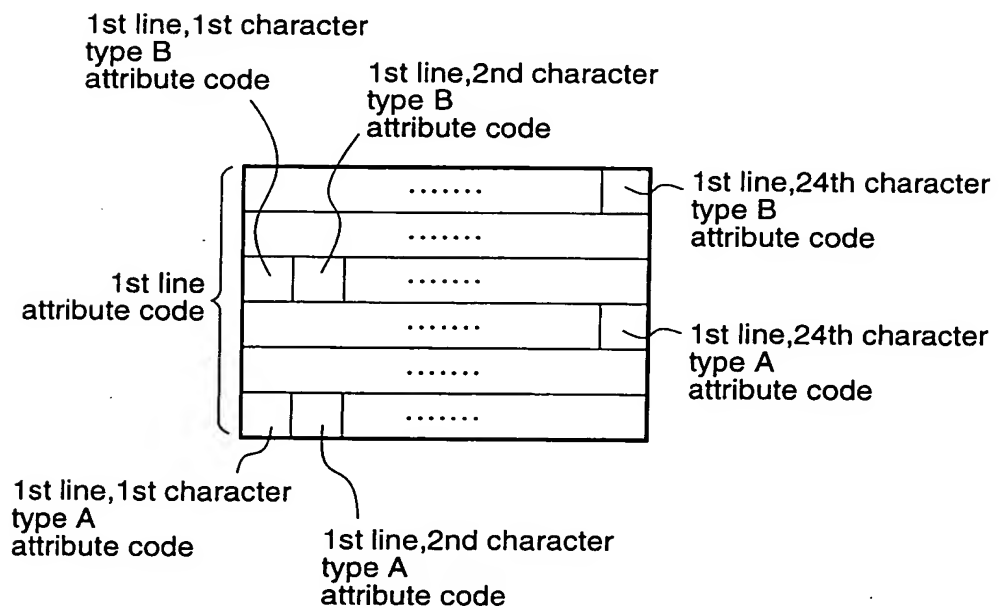 1st line,1st character
type B
attribute code
1st line,2nd character
type B
attribute code
.......
1st line,24th character
type B
attribute code
.......
1st line
attribute code
.......
.......
1st line,24th character
type A
attribute code
.......
.......
1st line,1st character
type A
attribute code
1st line,2nd character
type A
attribute code